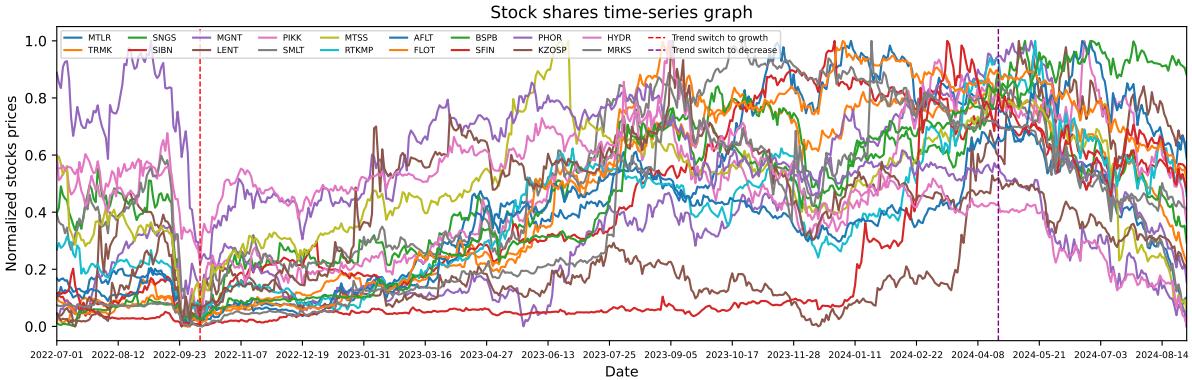 Stock shares time-series graph
MTLR SNGS MGNT PIKK MTSS AFLT BSPB PHOR HYDR Trend switch to growth
TRMK SIBN LENT SMLT RTKMP FLOT SFIN KZOSP MRKS Trend switch to decrease
Normalized stocks prices
1.0
0.8
0.6
0.4
0.2
0.0
2022-07-01 2022-08-12 2022-09-23 2022-11-07 2022-12-19 2023-01-31 2023-03-16 2023-04-27 2023-06-13 2023-07-25 2023-09-05 2023-10-17 2023-11-28 2024-01-11 2024-02-22 2024-04-08 2024-05-21 2024-07-03 2024-08-14
Date